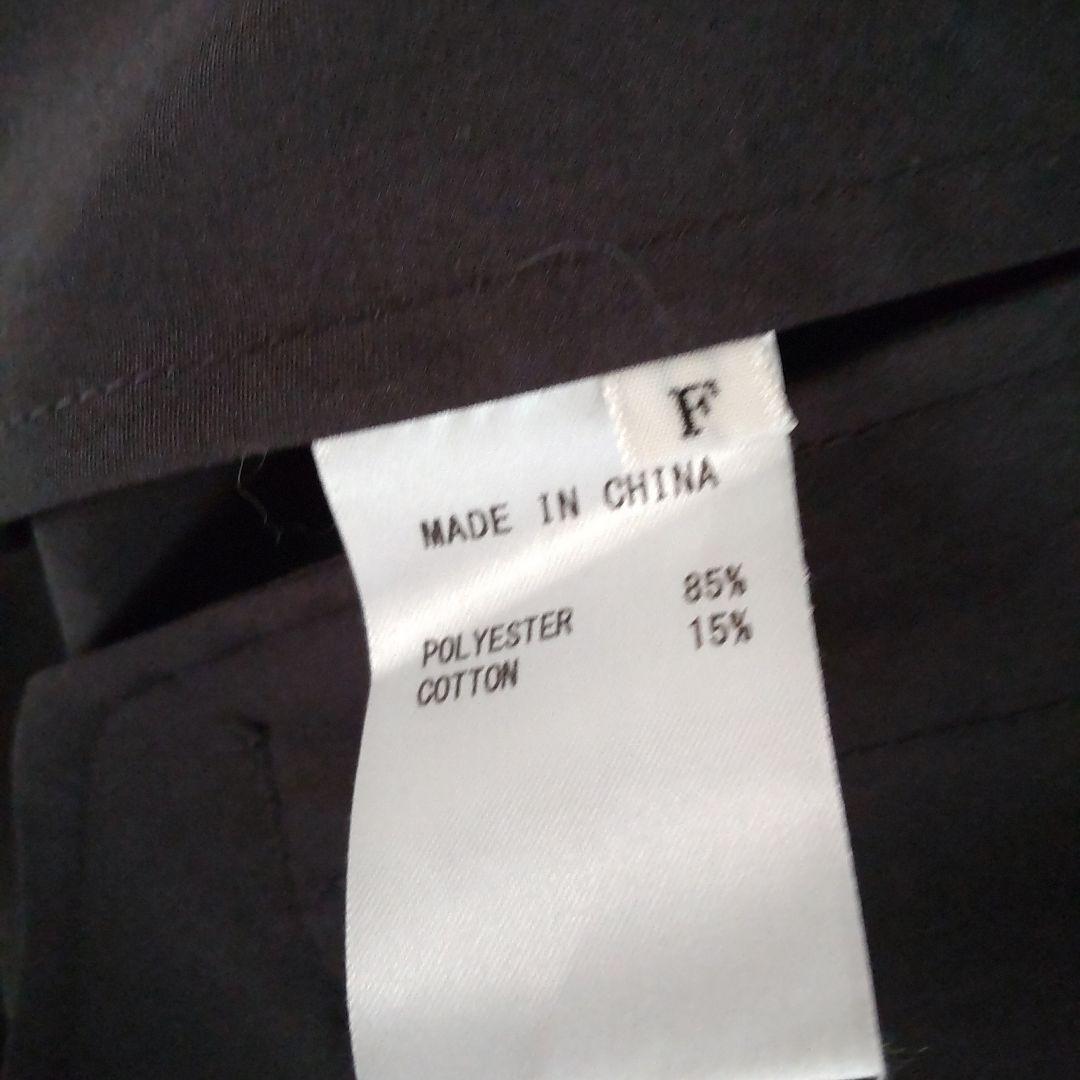 F
MADE IN CHINA
POLYESTER 85%
COTTON 15%